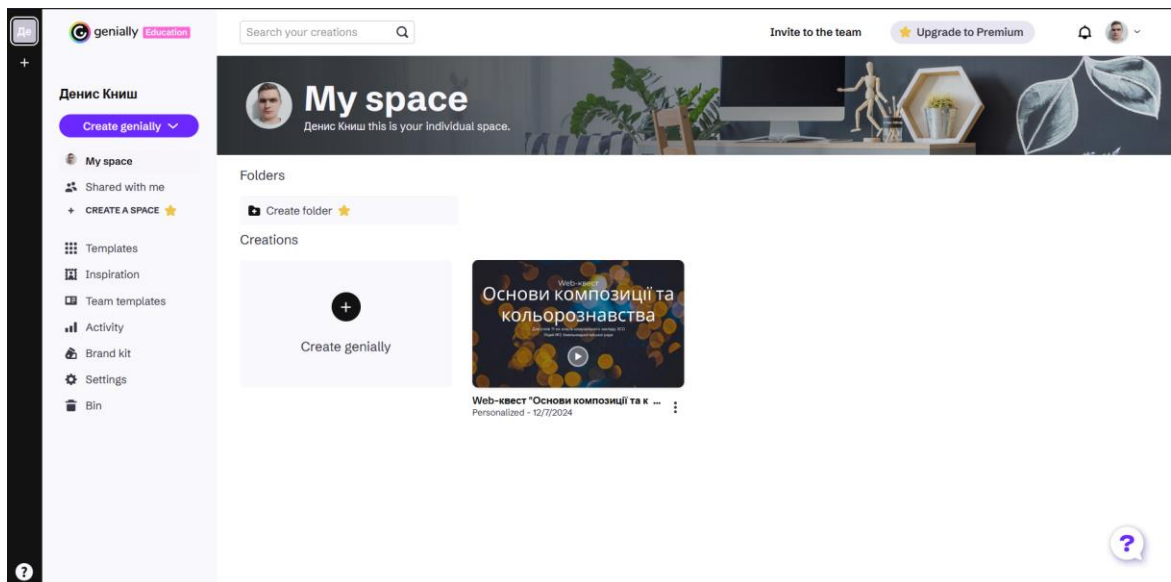 Де
genially Education
Search your creations
Invite to the team
Upgrade to Premium
Денис Книш
Create genially
My space
Shared with me
+ CREATE A SPACE
Templates
Inspiration
Team templates
Activity
Brand kit
Settings
Bin
My space
Денис Книш this is your individual space.
Folders
Create folder
Creations
Create genially
Web-квест
Основи композиції та
кольорознавства
Web-квест "Основи композиції та к ...
Personalized - 12/7/2024
?
?